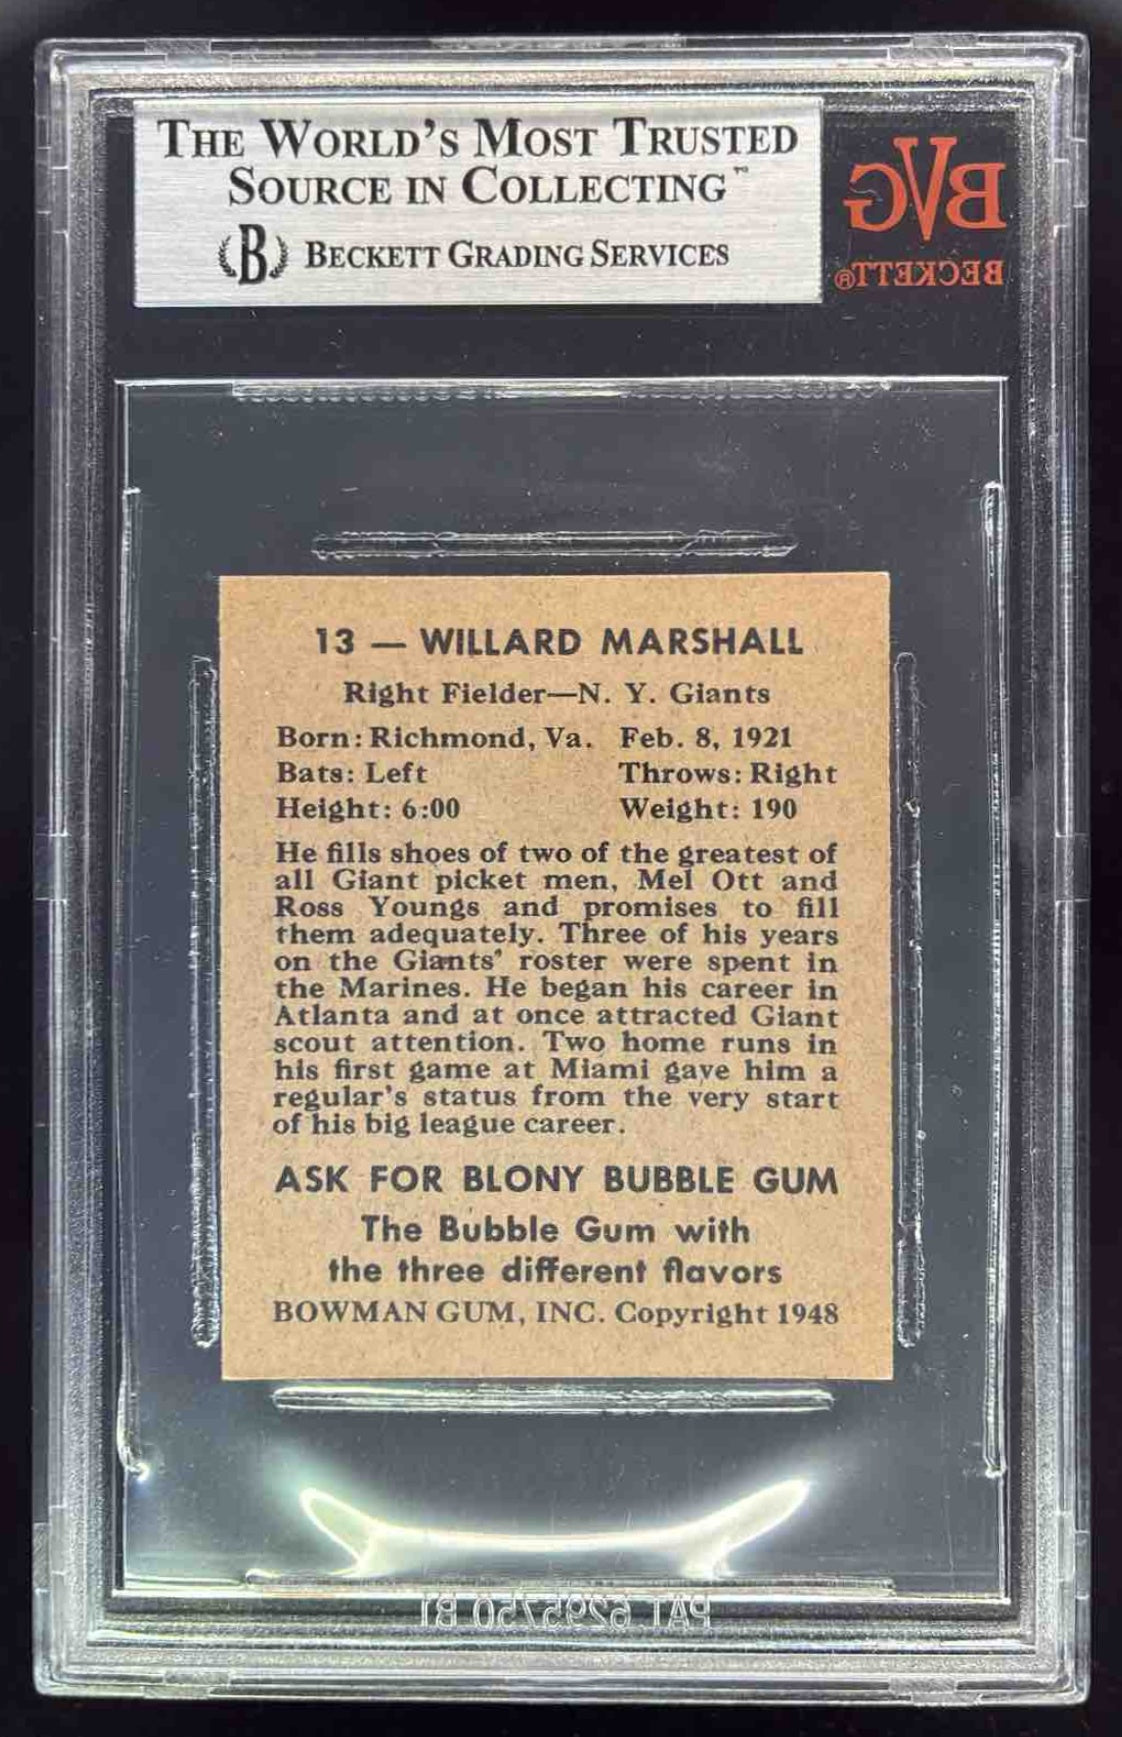 THE WORLD'S MOST TRUSTED
SOURCE IN COLLECTING™
B BECKETT GRADING SERVICES
BVG
BECKETT®
13 — WILLARD MARSHALL
Right Fielder—N. Y. Giants
Born: Richmond, Va. Feb. 8, 1921
Bats: Left Throws: Right
Height: 6:00 Weight: 190
He fills shoes of two of the greatest of
all Giant picket men, Mel Ott and
Ross Youngs and promises to fill
them adequately. Three of his years
on the Giants' roster were spent in
the Marines. He began his career in
Atlanta and at once attracted Giant
scout attention. Two home runs in
his first game at Miami gave him a
regular's status from the very start
of his big league career.
ASK FOR BLONY BUBBLE GUM
The Bubble Gum with
the three different flavors
BOWMAN GUM, INC. Copyright 1948
PAT. 6295750 B1